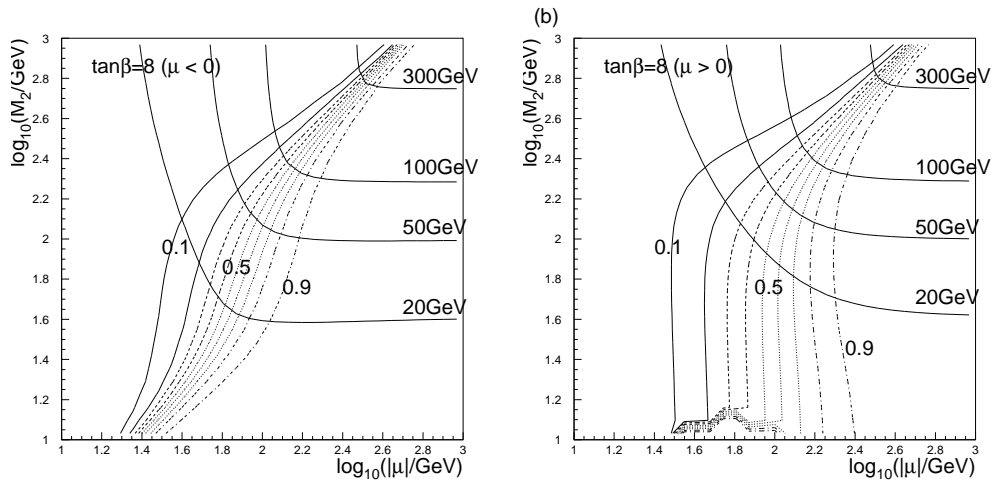 (b)
log10(M2/GeV)
3
2.8
2.6
2.4
2.2
2
1.8
1.6
1.4
1.2
1
tanβ=8 (μ < 0)
300GeV
100GeV
50GeV
20GeV
0.1
0.5
0.9
1 1.2 1.4 1.6 1.8 2 2.2 2.4 2.6 2.8 3
log10(|μ|/GeV)
log10(M2/GeV)
3
2.8
2.6
2.4
2.2
2
1.8
1.6
1.4
1.2
1
tanβ=8 (μ > 0)
300GeV
100GeV
50GeV
20GeV
0.1
0.5
0.9
1 1.2 1.4 1.6 1.8 2 2.2 2.4 2.6 2.8 3
log10(|μ|/GeV)